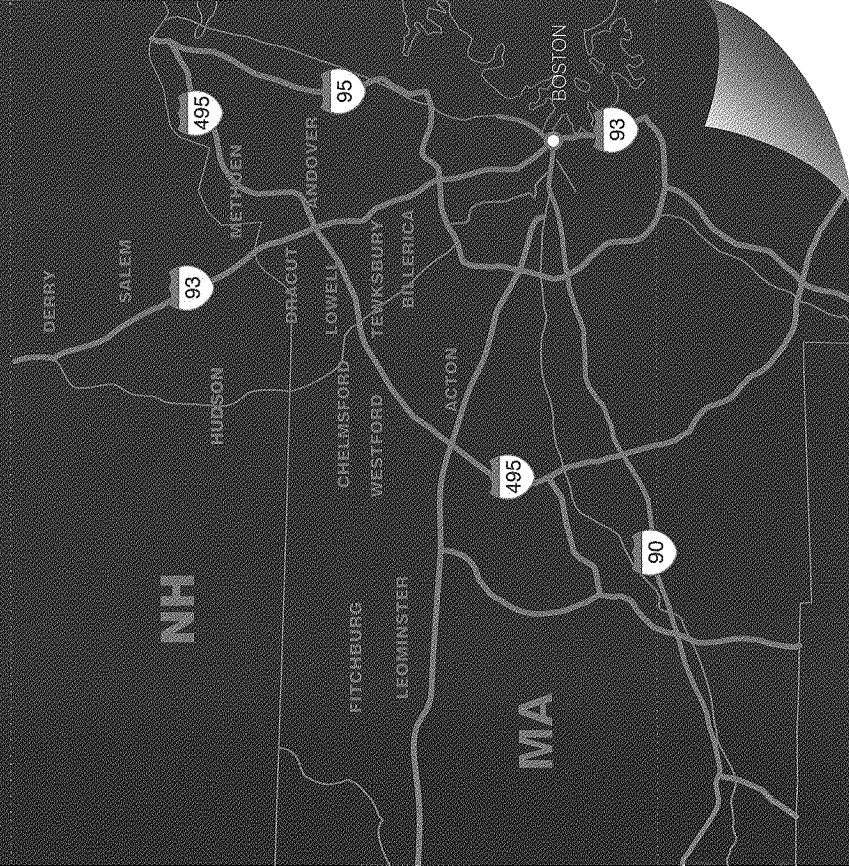 DERRY
SALEM
NH
93
495
HUDSON
METHUEN
DRACUT
ANDOVER
LOWELL
95
CHELMSFORD
FITCHBURG
WESTFORD
TEWKSBURY
LEOMINSTER
BILLERICA
ACTON
495
MA
BOSTON
93
90